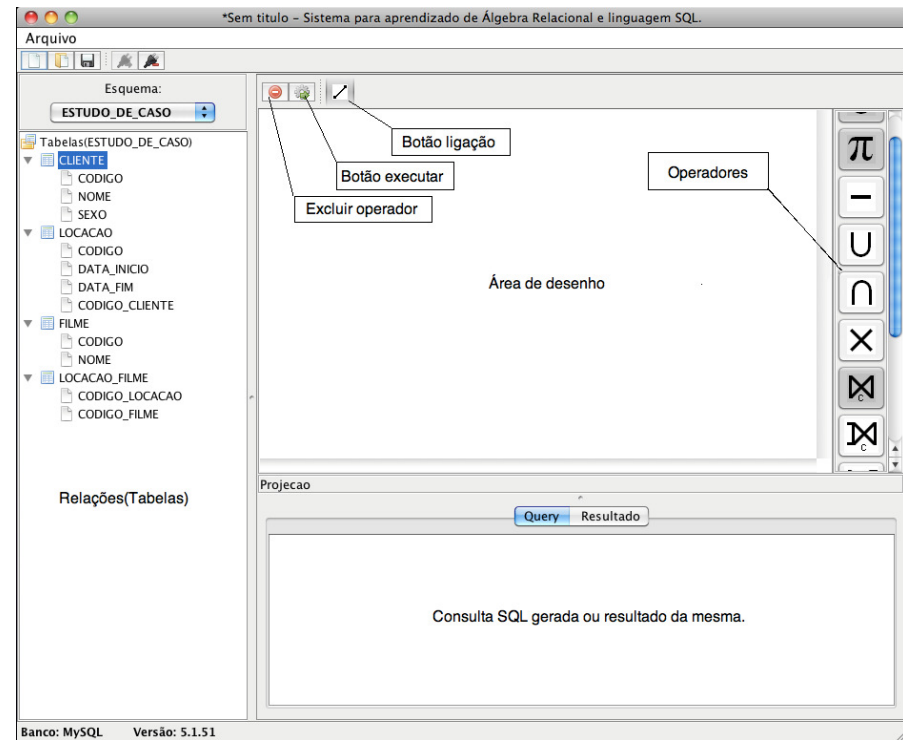 *Sem titulo – Sistema para aprendizado de Álgebra Relacional e linguagem SQL.
Arquivo
Esquema:
ESTUDO_DE_CASO
Tabelas(ESTUDO_DE_CASO)
CLIENTE
CODIGO
NOME
SEXO
LOCACAO
CODIGO
DATA_INICIO
DATA_FIM
CODIGO_CLIENTE
FILME
CODIGO
NOME
LOCACAO_FILME
CODIGO_LOCACAO
CODIGO_FILME
Relações(Tabelas)
Botão ligação
Botão executar
Excluir operador
Operadores
Área de desenho
π
−
∪
∩
×
⋈
C
C
Projecao
Query Resultado
Consulta SQL gerada ou resultado da mesma.
Banco: MySQL Versão: 5.1.51